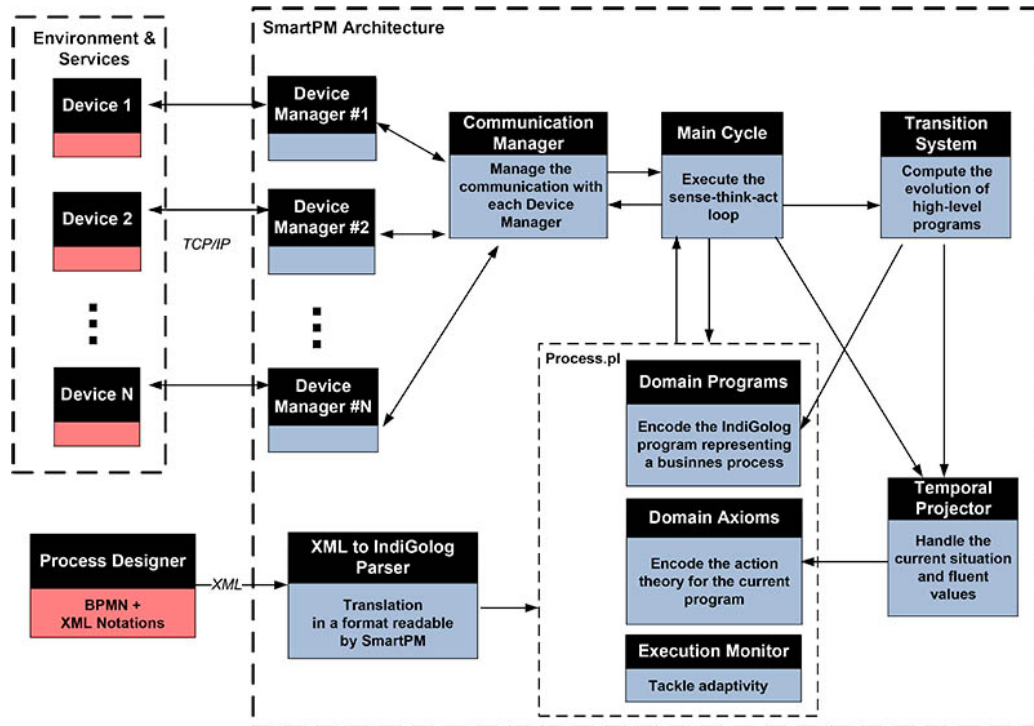 Environment &
Services
Device 1
Device 2
Device N
TCP/IP
SmartPM Architecture
Device
Manager #1
Device
Manager #2
Device
Manager #N
Communication
Manager
Manage the
communication with
each Device
Manager
Main Cycle
Execute the
sense-think-act
loop
Transition
System
Compute the
evolution of
high-level
programs
Process.pl
Domain Programs
Encode the IndiGolog
program representing
a businnes process
Domain Axioms
Encode the action
theory for the current
program
Execution Monitor
Tackle adaptivity
Temporal
Projector
Handle the
current situation
and fluent
values
Process Designer
BPMN +
XML Notations
XML
XML to IndiGolog
Parser
Translation
in a format readable
by SmartPM